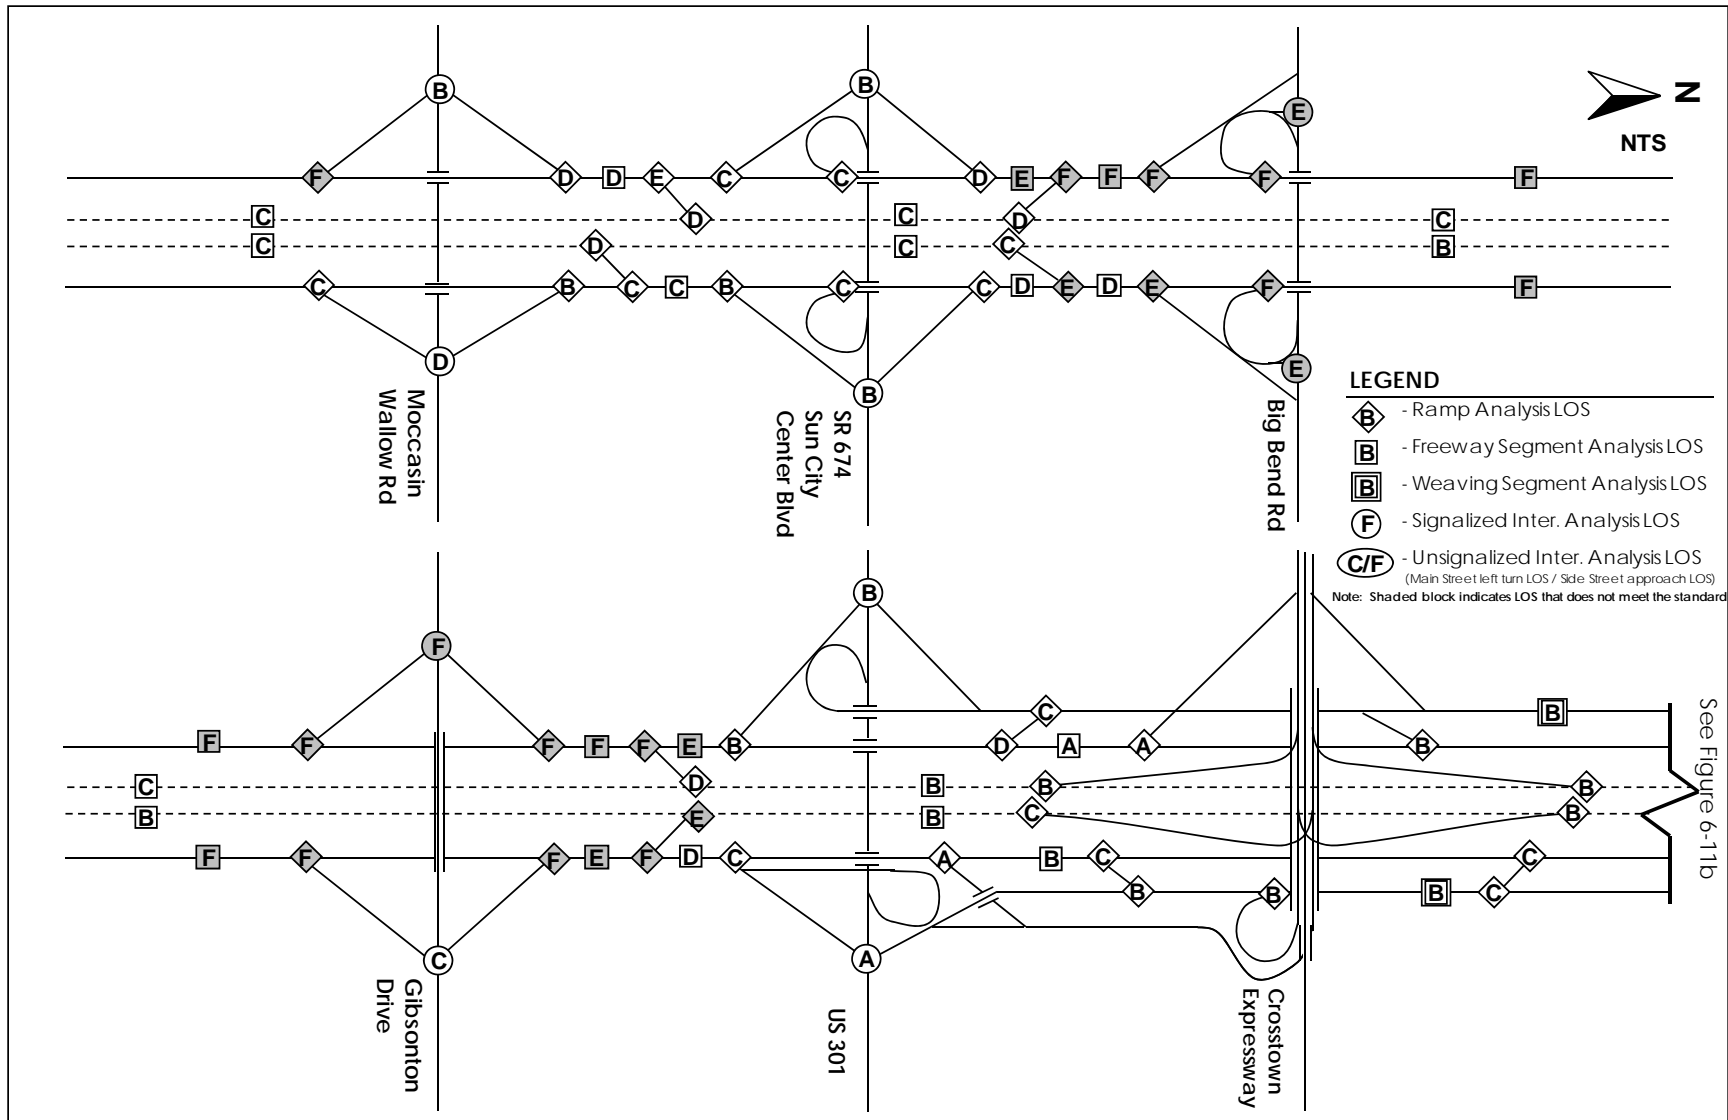 B
B
E
N
NTS
F
D
D
E
C
C
D
E
F
F
F
F
F
C
D
C
D
C
C
D
C
C
B
C
B
C
C
B
C
C
D
E
D
E
F
F
D
B
E
Moccasin
Wallow Rd
SR 674
Sun City
Center Blvd
Big Bend Rd
LEGEND
B - Ramp Analysis LOS
B - Freeway Segment Analysis LOS
B - Weaving Segment Analysis LOS
F - Signalized Inter. Analysis LOS
C/F - Unsignalized Inter. Analysis LOS
(Main Street left turn LOS / Side Street approach LOS)
Note: Shaded block indicates LOS that does not meet the standard
F
B
C
B
F
F
F
F
F
E
B
D
A
A
B
C
D
B
B
B
B
E
B
C
B
F
F
F
E
F
D
C
A
B
C
C
B
B
B
C
C
A
Gibsonton
Drive
US 301
Crosstown
Expressway
See Figure 6-11b